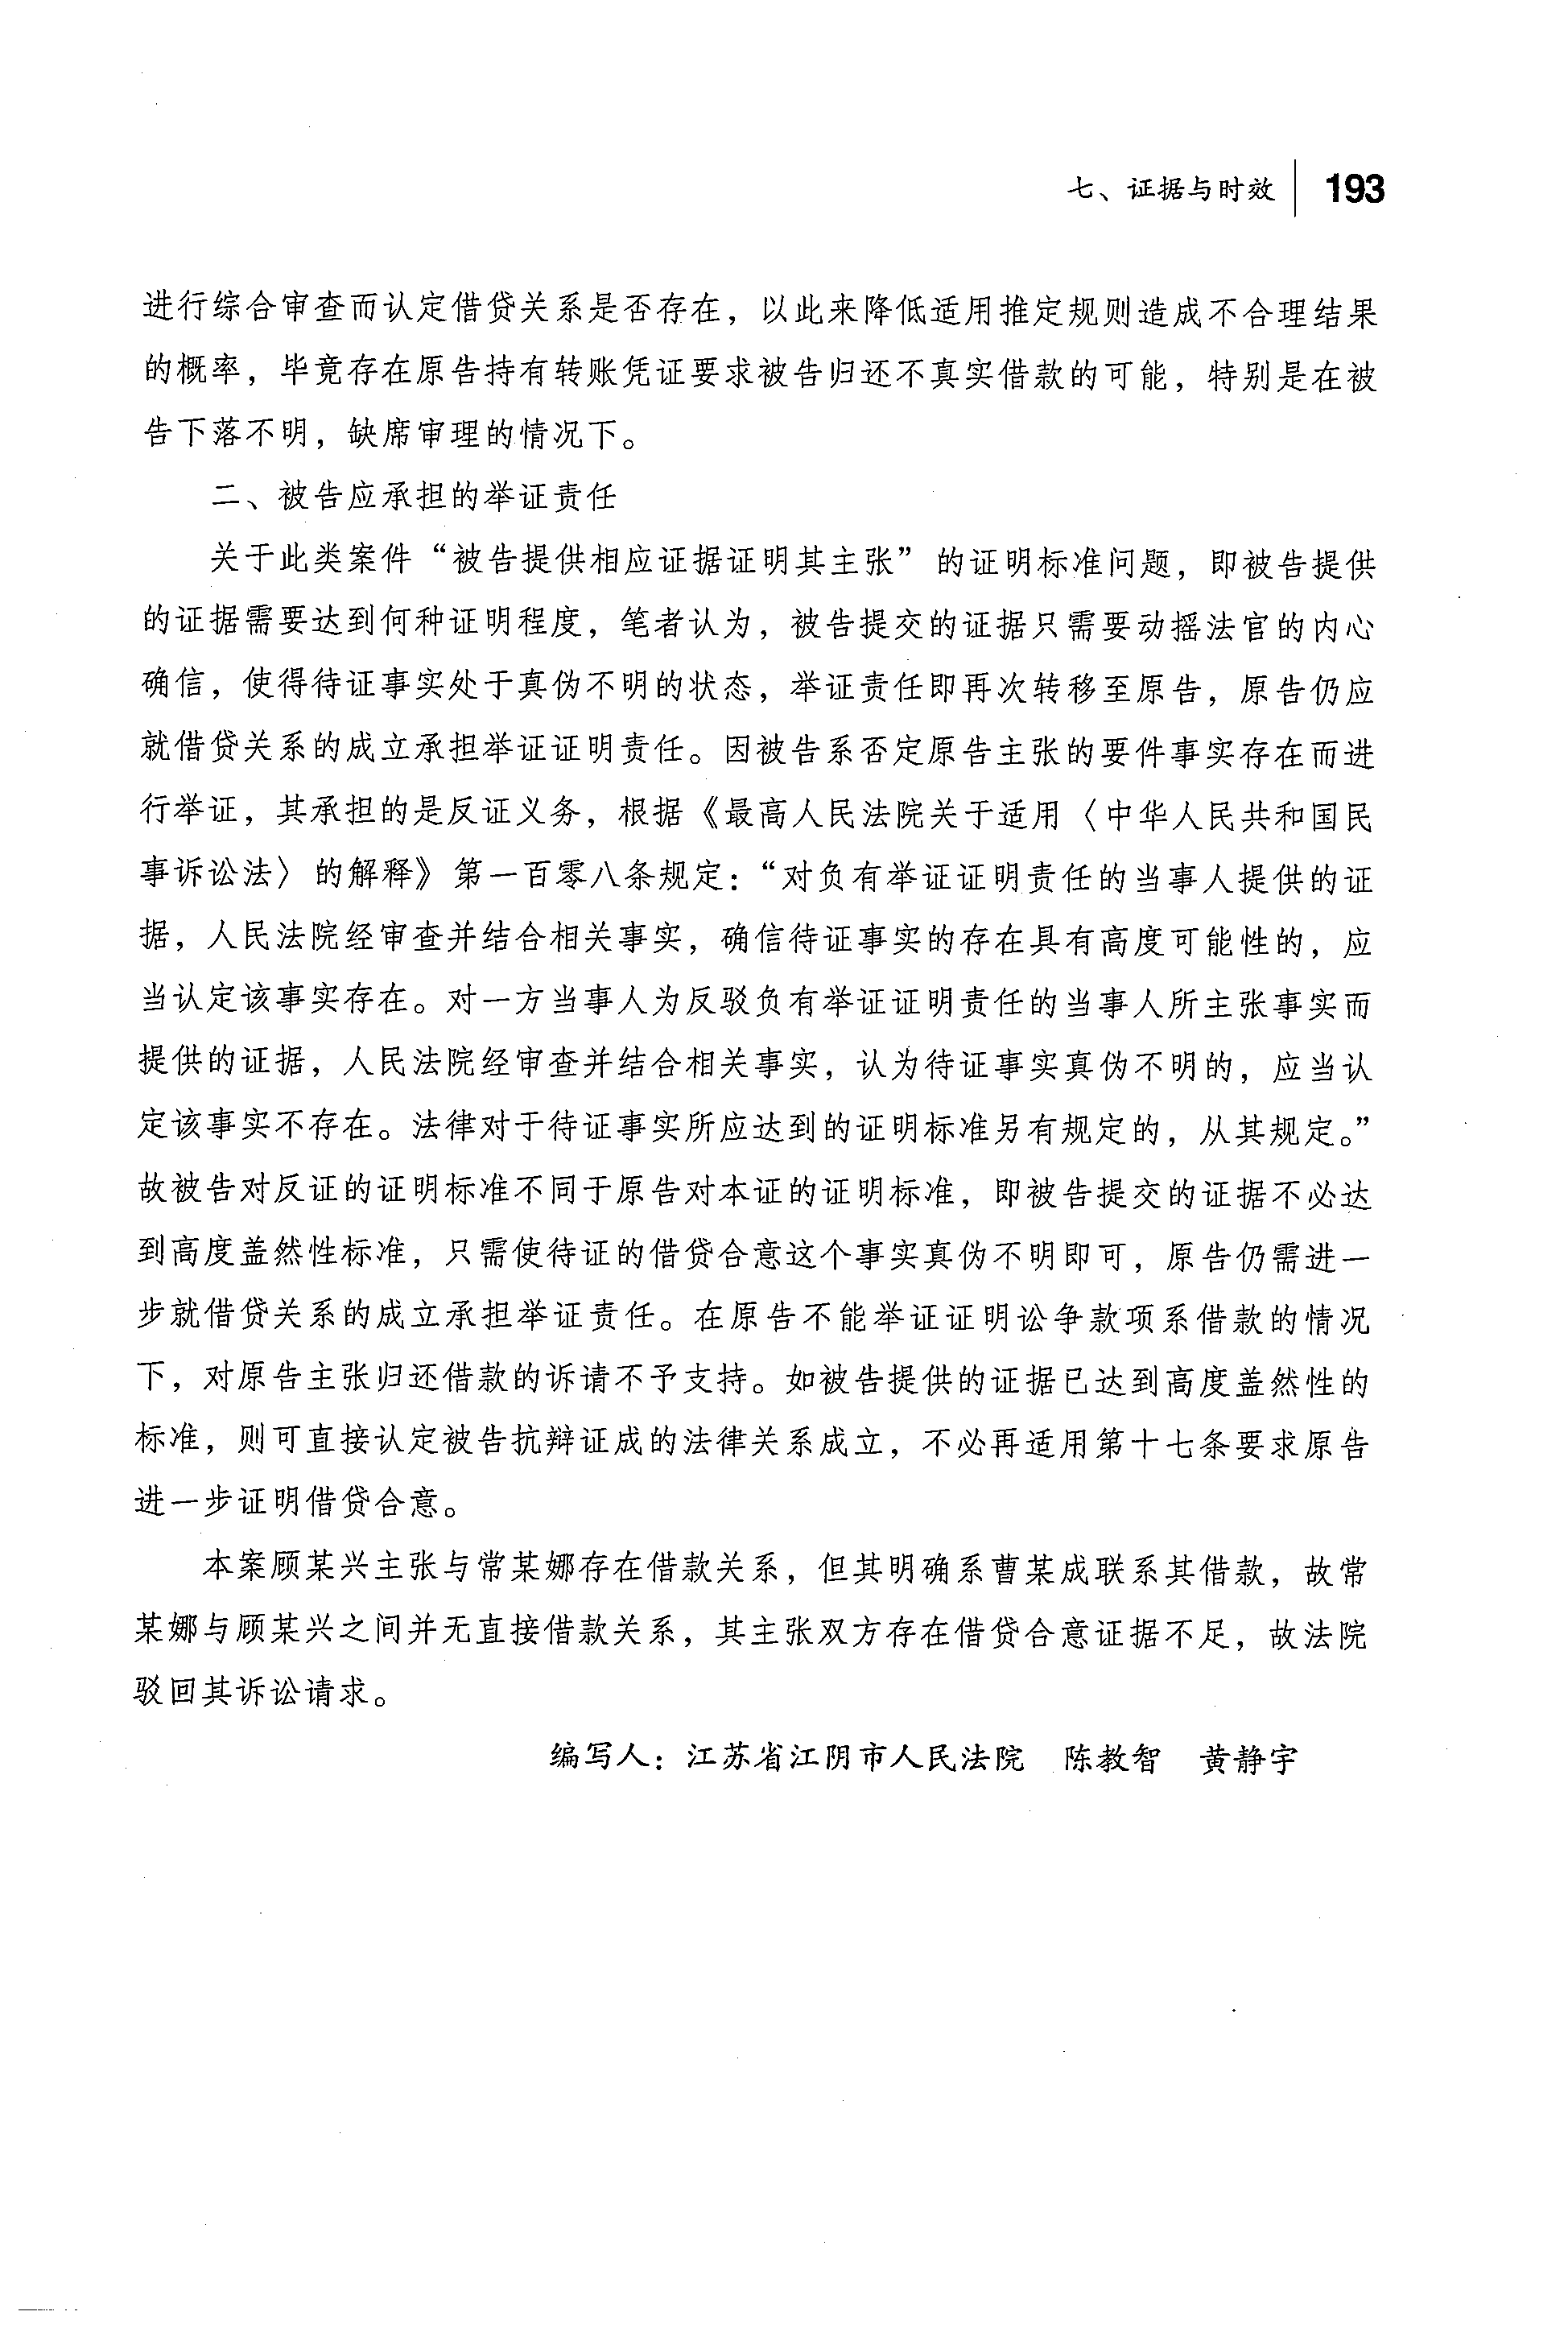 七、证据与时效 193
进行综合审查而认定借贷关系是否存在，以此来降低适用推定规则造成不合理结果
的概率，毕竟存在原告持有转账凭证要求被告归还不真实借款的可能，特别是在被
告下落不明，缺席审理的情况下。
二、被告应承担的举证责任
关于此类案件“被告提供相应证据证明其主张”的证明标准问题，即被告提供
的证据需要达到何种证明程度，笔者认为，被告提交的证据只需要动摇法官的内心
确信，使得待证事实处于真伪不明的状态，举证责任即再次转移至原告，原告仍应
就借贷关系的成立承担举证证明责任。因被告系否定原告主张的要件事实存在而进
行举证，其承担的是反证义务，根据《最高人民法院关于适用〈中华人民共和国民
事诉讼法〉的解释》第一百零八条规定：“对负有举证证明责任的当事人提供的证
据，人民法院经审查并结合相关事实，确信待证事实的存在具有高度可能性的，应
当认定该事实存在。对一方当事人为反驳负有举证证明责任的当事人所主张事实而
提供的证据，人民法院经审查并结合相关事实，认为待证事实真伪不明的，应当认
定该事实不存在。法律对于待证事实所应达到的证明标准另有规定的，从其规定。”
故被告对反证的证明标准不同于原告对本证的证明标准，即被告提交的证据不必达
到高度盖然性标准，只需使待证的借贷合意这个事实真伪不明即可，原告仍需进一
步就借贷关系的成立承担举证责任。在原告不能举证证明讼争款项系借款的情况
下，对原告主张归还借款的诉请不予支持。如被告提供的证据已达到高度盖然性的
标准，则可直接认定被告抗辩证成的法律关系成立，不必再适用第十七条要求原告
进一步证明借贷合意。
本案顾某兴主张与常某娜存在借款关系，但其明确系曹某成联系其借款，故常
某娜与顾某兴之间并无直接借款关系，其主张双方存在借贷合意证据不足，故法院
驳回其诉讼请求。
编写人：江苏省江阴市人民法院 陈教智 黄静宇